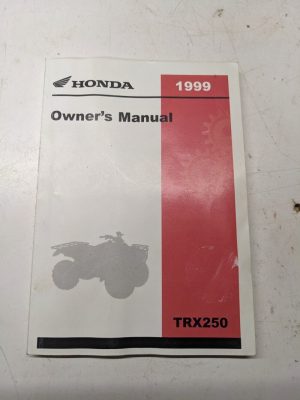 HONDA 1999
Owner's Manual
TRX250